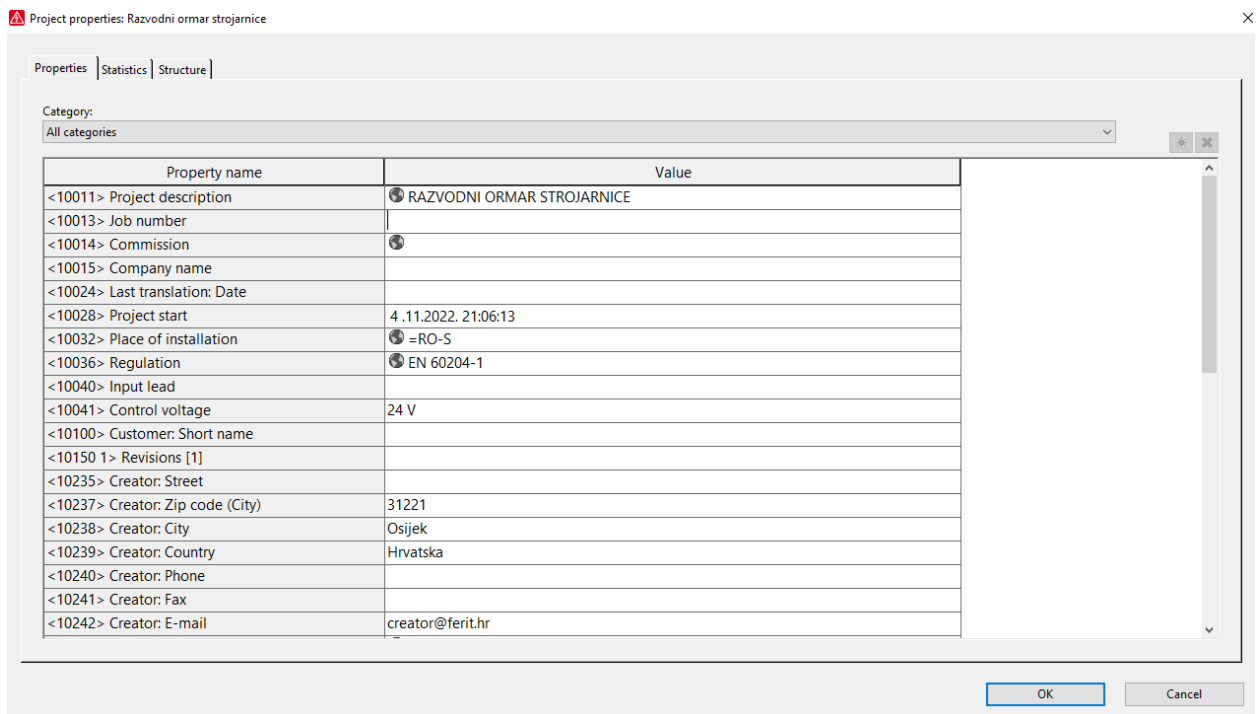 Project properties: Razvodni ormar strojarnice
Properties Statistics Structure
Category:
All categories
Property name Value
<10011> Project description RAZVODNI ORMAR STROJARNICE
<10013> Job number
<10014> Commission
<10015> Company name
<10024> Last translation: Date
<10028> Project start 4 .11.2022. 21:06:13
<10032> Place of installation =RO-S
<10036> Regulation EN 60204-1
<10040> Input lead
<10041> Control voltage 24 V
<10100> Customer: Short name
<10150 1> Revisions [1]
<10235> Creator: Street
<10237> Creator: Zip code (City) 31221
<10238> Creator: City Osijek
<10239> Creator: Country Hrvatska
<10240> Creator: Phone
<10241> Creator: Fax
<10242> Creator: E-mail creator@ferit.hr
OK Cancel